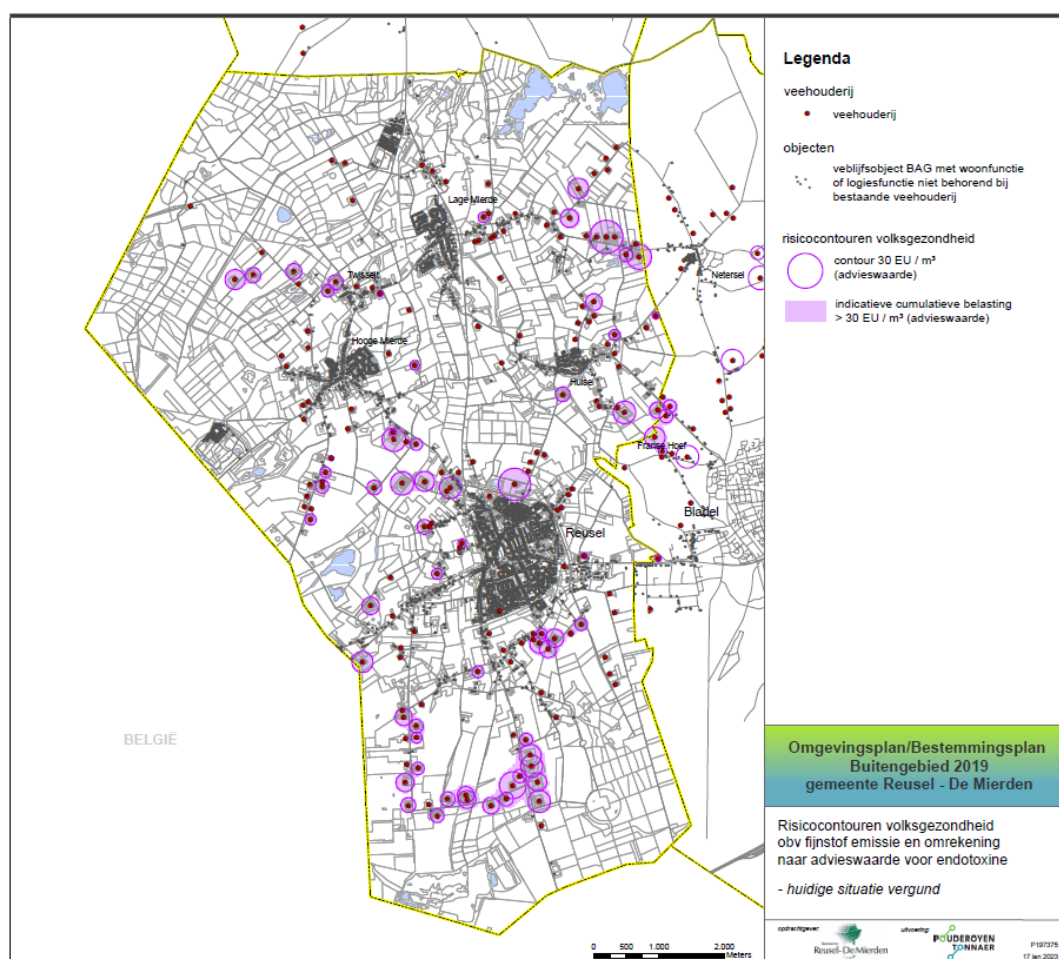 Lage Mierde
Twisselt
Netersel
Hooge Mierde
Hulsel
Franse Hoef
Bladel
Reusel
BELGIË
0 500 1.000 2.000
Meters
Legenda
veehouderij
veehouderij
objecten
veblijfsobject BAG met woonfunctie
of logiesfunctie niet behorend bij
bestaande veehouderij
risicocontouren volksgezondheid
contour 30 EU / m³
(advieswaarde)
indicatieve cumulatieve belasting
> 30 EU / m³ (advieswaarde)
Omgevingsplan/Bestemmingsplan
Buitengebied 2019
gemeente Reusel - De Mierden
Risicocontouren volksgezondheid
obv fijnstof emissie en omrekening
naar advieswaarde voor endotoxine
- huidige situatie vergund
opdrachtgever:
Reusel-De Mierden
uitvoering:
POUDEROYEN
TONNAER
P197375
17 jan 2023